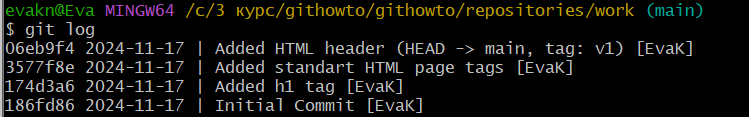 evakn@Eva MINGW64 /c/3 курс/githowto/githowto/repositories/work (main)
$ git log
06eb9f4 2024-11-17 | Added HTML header (HEAD -> main, tag: v1) [EvaK]
3577f8e 2024-11-17 | Added standart HTML page tags [EvaK]
174d3a6 2024-11-17 | Added h1 tag [EvaK]
186fd86 2024-11-17 | Initial Commit [EvaK]